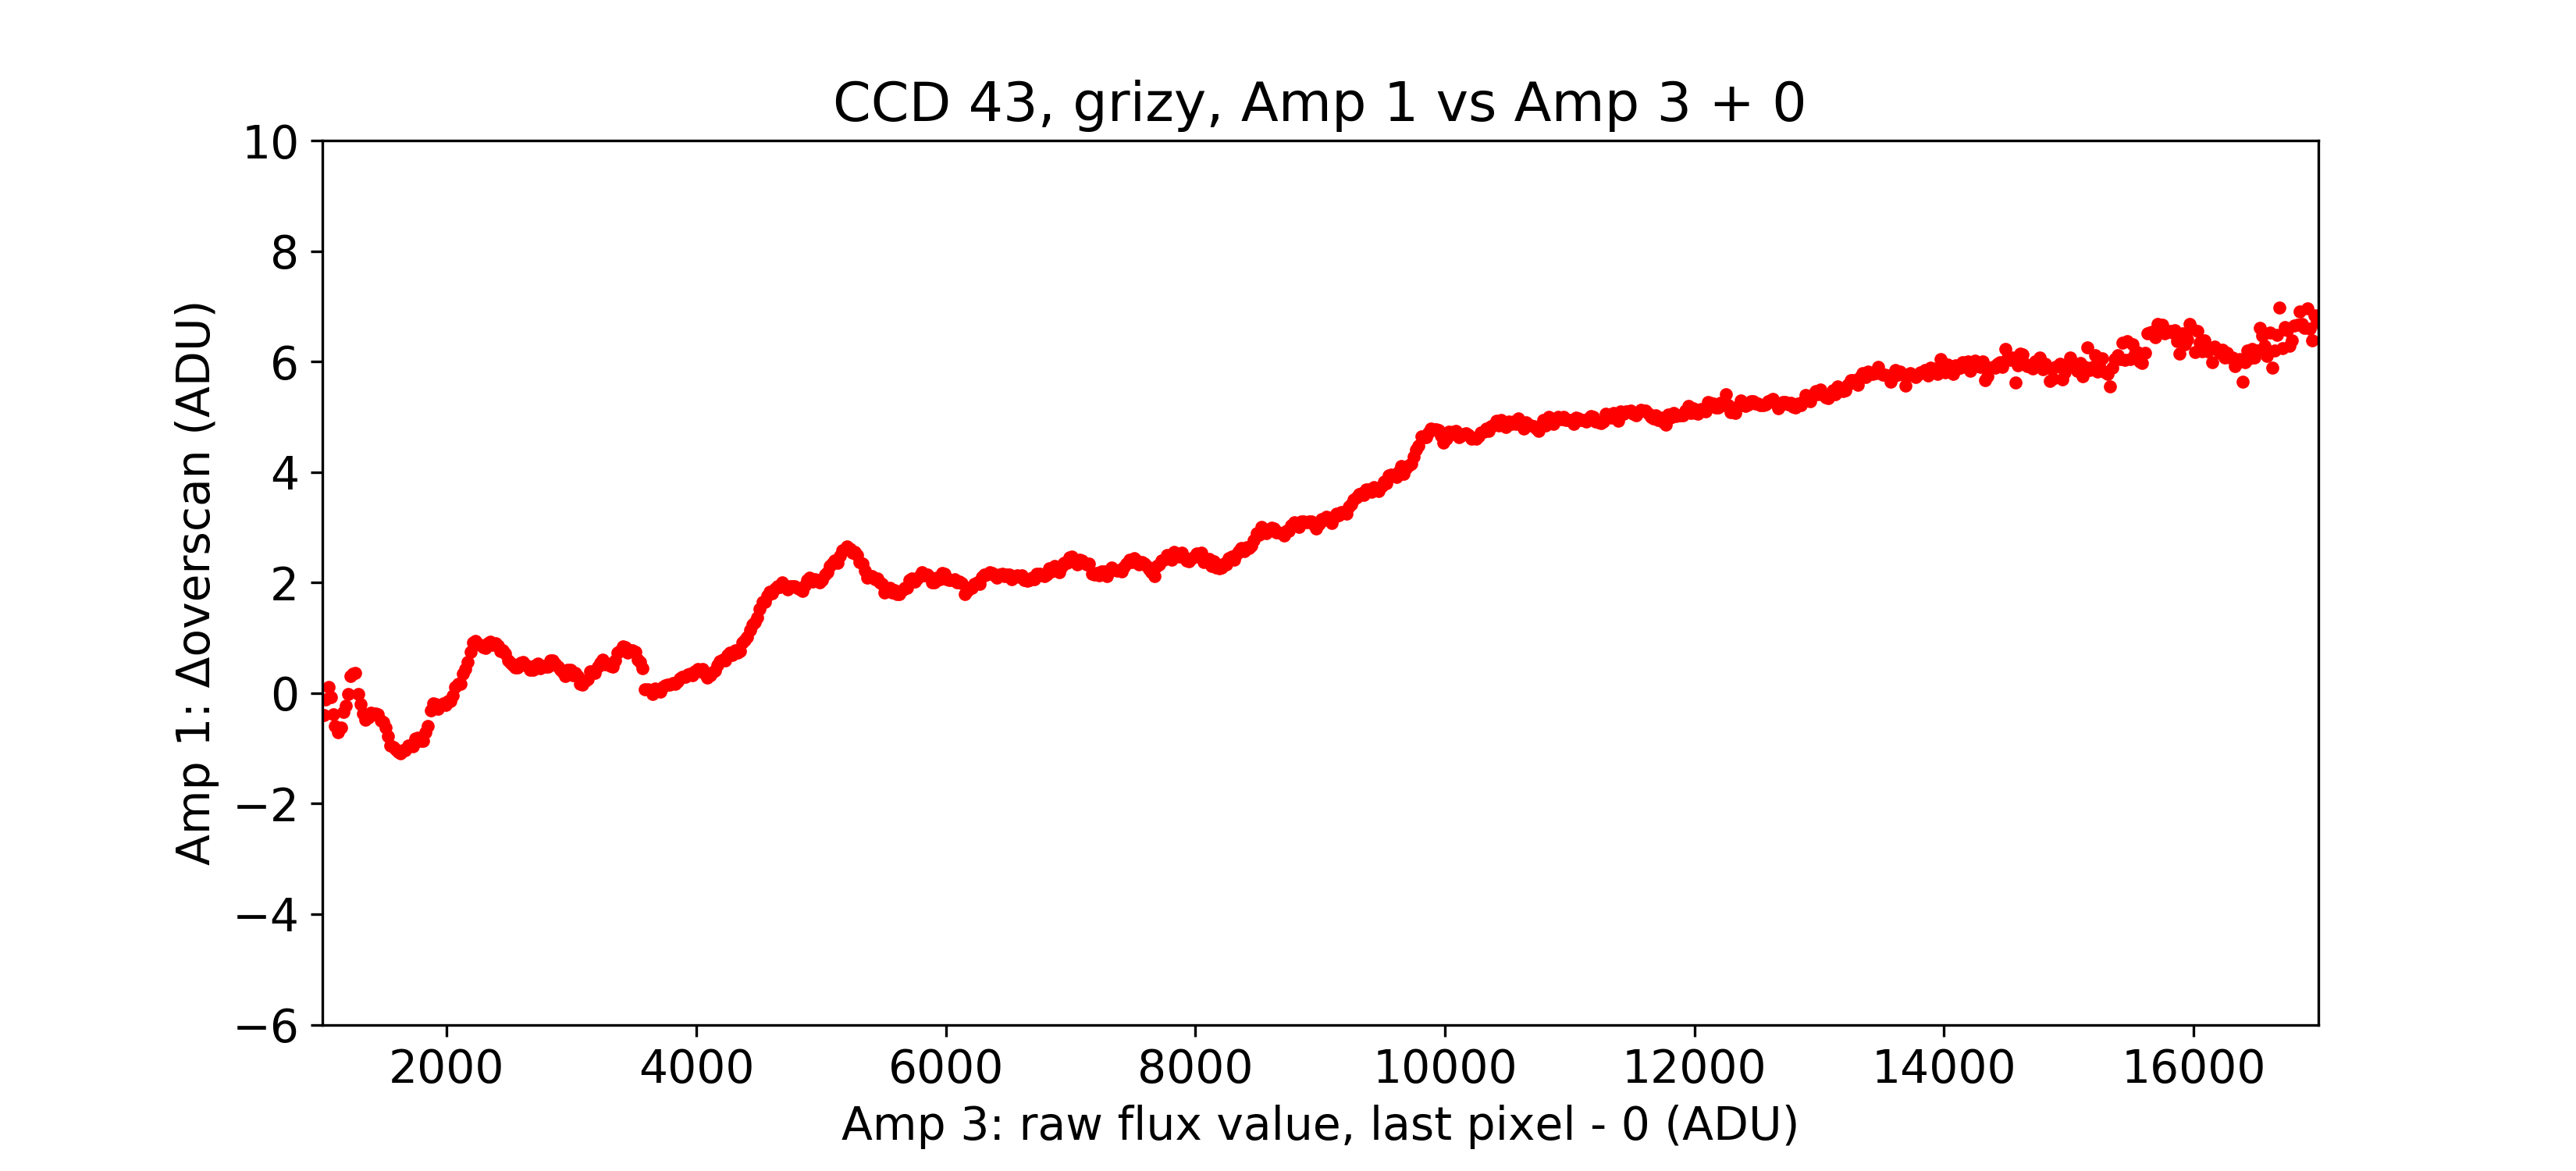 CCD 43, grizy, Amp 1 vs Amp 3 + 0
10
8
6
4
2
0
−2
−4
−6
Amp 1: Δoverscan (ADU)
2000 4000 6000 8000 10000 12000 14000 16000
Amp 3: raw flux value, last pixel - 0 (ADU)